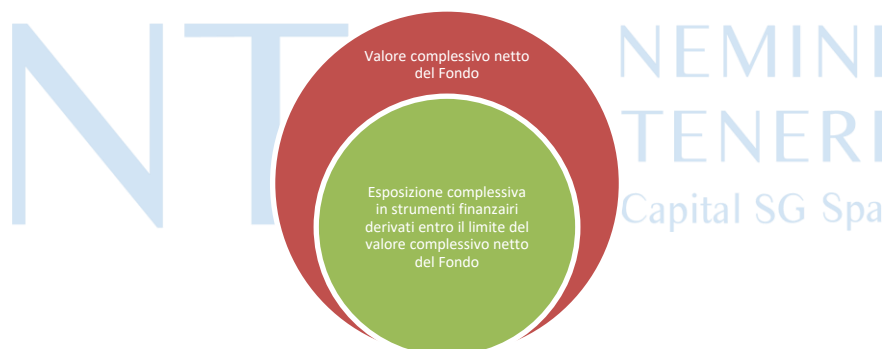 Valore complessivo netto
del Fondo
Esposizione complessiva
in strumenti finanzairi
derivati entro il limite del
valore complessivo netto
del Fondo
NT
NEMINI
TENERI
Capital SG Spa